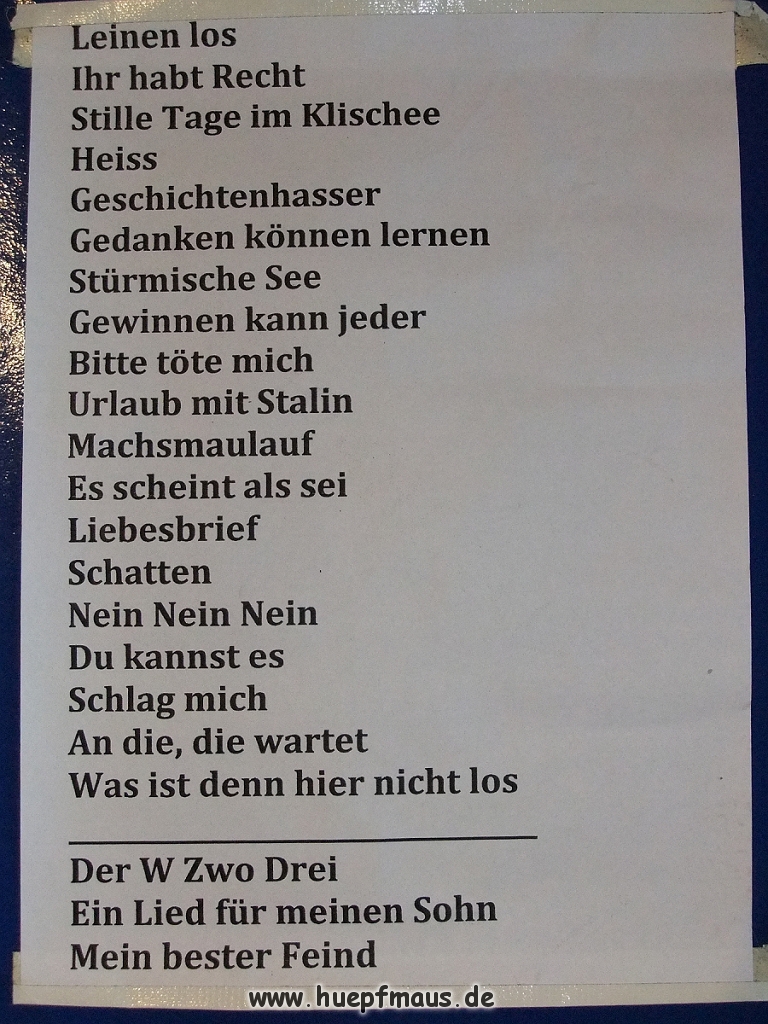 Leinen los
Ihr habt Recht
Stille Tage im Klischee
Heiss
Geschichtenhasser
Gedanken können lernen
Stürmische See
Gewinnen kann jeder
Bitte töte mich
Urlaub mit Stalin
Machsmaulauf
Es scheint als sei
Liebesbrief
Schatten
Nein Nein Nein
Du kannst es
Schlag mich
An die, die wartet
Was ist denn hier nicht los
Der W Zwo Drei
Ein Lied für meinen Sohn
Mein bester Feind
www.huepfmaus.de